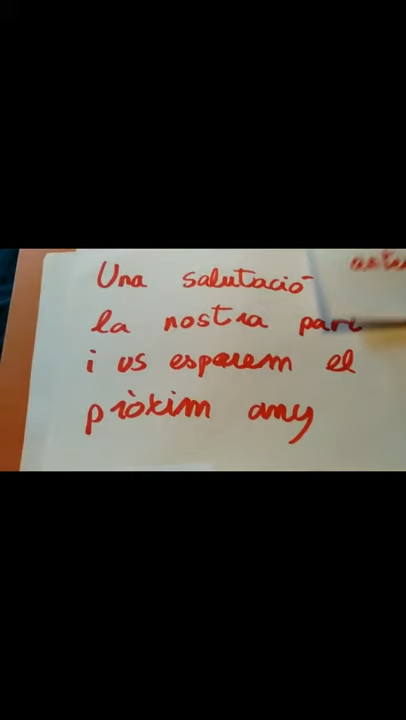 Una salutació
la nostra
i us esperem el
pròxim any